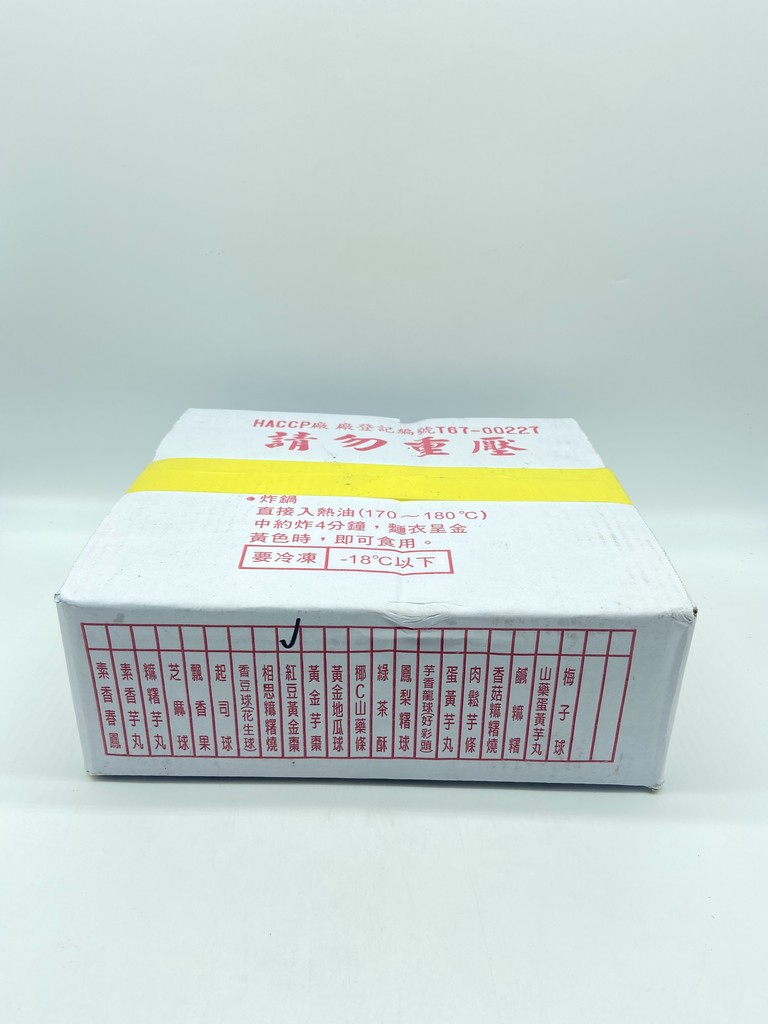 HACCP廠 廠登記編號T67-00227
請勿重壓
●炸鍋
直接入熱油(170～180℃)
中約炸4分鐘，麵衣呈金
黃色時，即可食用。
要冷凍 -18℃以下
素香春鳳
素香芋丸
糯糬芋丸
芝麻球
飄香果
起司球
香豆球(花生球)
相思糯糬燒
紅豆黃金棗
黃金芋棗
黃金地瓜球
椰C山藥條
綠茶酥
鳳梨糬球
芋香龍球(好彩頭)
蛋黃芋丸
肉鬆芋條
香菇糯糬燒
鹹糯糬
山藥蛋黃芋丸
梅子球